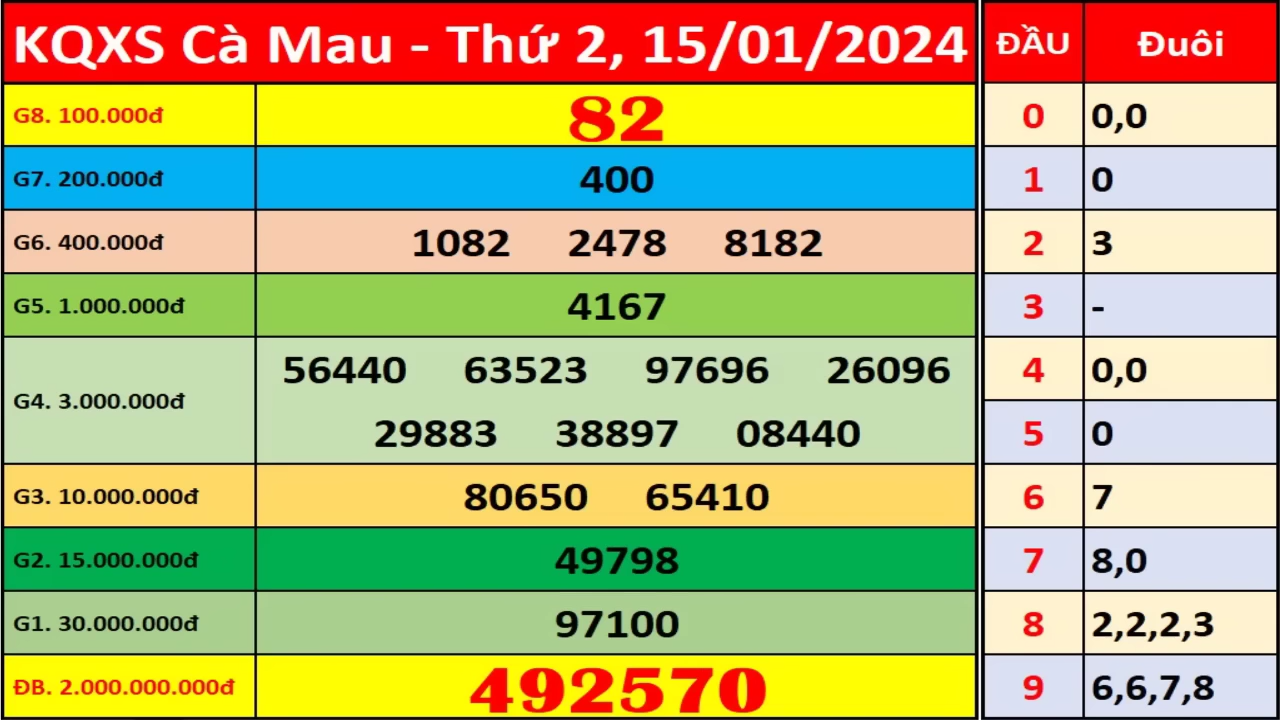 KQXS Cà Mau - Thứ 2, 15/01/2024
G8. 100.000đ 82
G7. 200.000đ 400
G6. 400.000đ 1082 2478 8182
G5. 1.000.000đ 4167
G4. 3.000.000đ 56440 63523 97696 26096
29883 38897 08440
G3. 10.000.000đ 80650 65410
G2. 15.000.000đ 49798
G1. 30.000.000đ 97100
ĐB. 2.000.000.000đ 492570
ĐẦU Đuôi
0 0,0
1 0
2 3
3 -
4 0,0
5 0
6 7
7 8,0
8 2,2,2,3
9 6,6,7,8